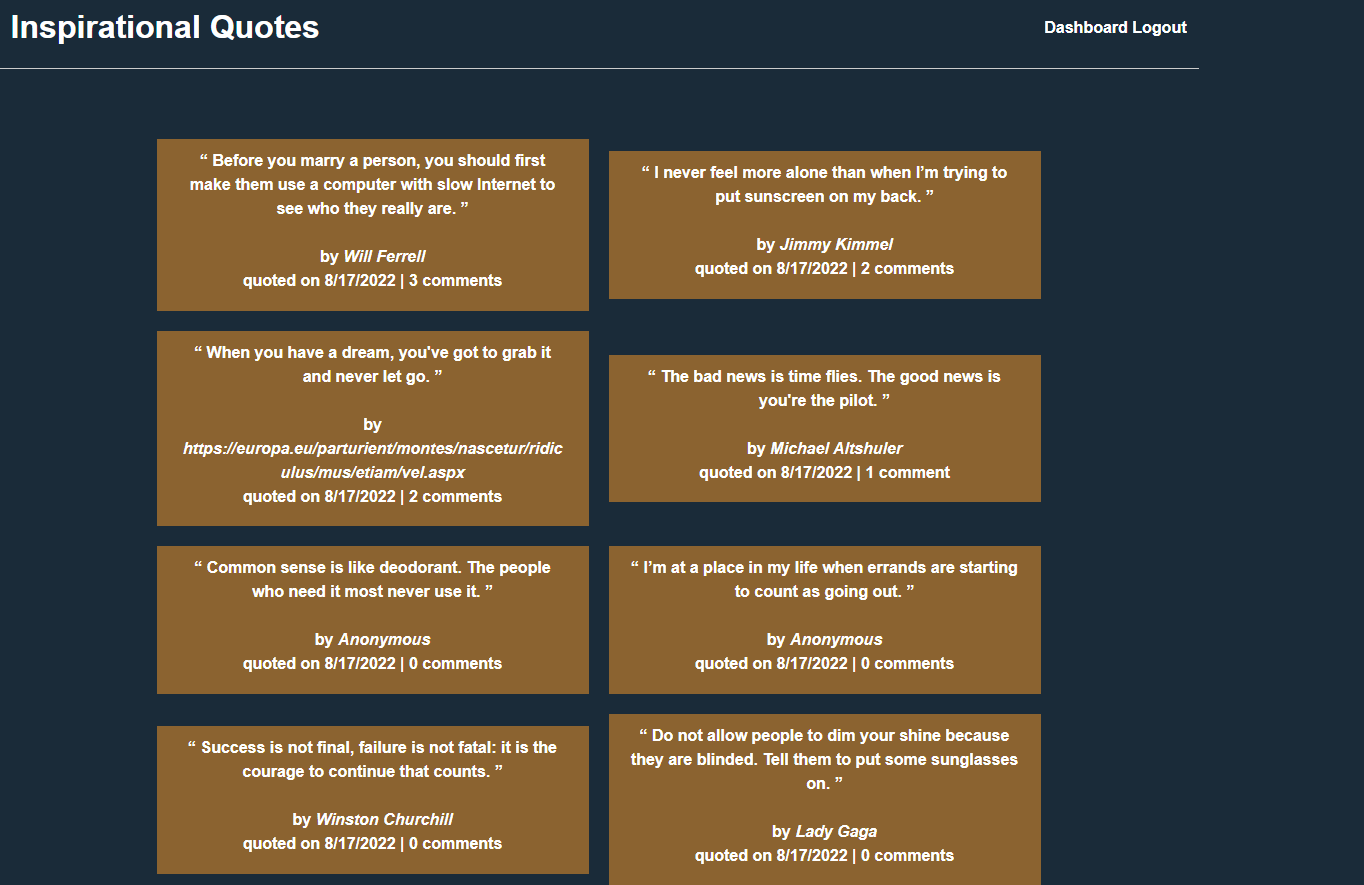 Inspirational Quotes
Dashboard Logout
“ Before you marry a person, you should first
make them use a computer with slow Internet to
see who they really are. ”
by Will Ferrell
quoted on 8/17/2022 | 3 comments
“ I never feel more alone than when I’m trying to
put sunscreen on my back. ”
by Jimmy Kimmel
quoted on 8/17/2022 | 2 comments
“ When you have a dream, you've got to grab it
and never let go. ”
by
https://europa.eu/parturient/montes/nascetur/ridic
ulus/mus/etiam/vel.aspx
quoted on 8/17/2022 | 2 comments
“ The bad news is time flies. The good news is
you're the pilot. ”
by Michael Altshuler
quoted on 8/17/2022 | 1 comment
“ Common sense is like deodorant. The people
who need it most never use it. ”
by Anonymous
quoted on 8/17/2022 | 0 comments
“ I’m at a place in my life when errands are starting
to count as going out. ”
by Anonymous
quoted on 8/17/2022 | 0 comments
“ Success is not final, failure is not fatal: it is the
courage to continue that counts. ”
by Winston Churchill
quoted on 8/17/2022 | 0 comments
“ Do not allow people to dim your shine because
they are blinded. Tell them to put some sunglasses
on. ”
by Lady Gaga
quoted on 8/17/2022 | 0 comments